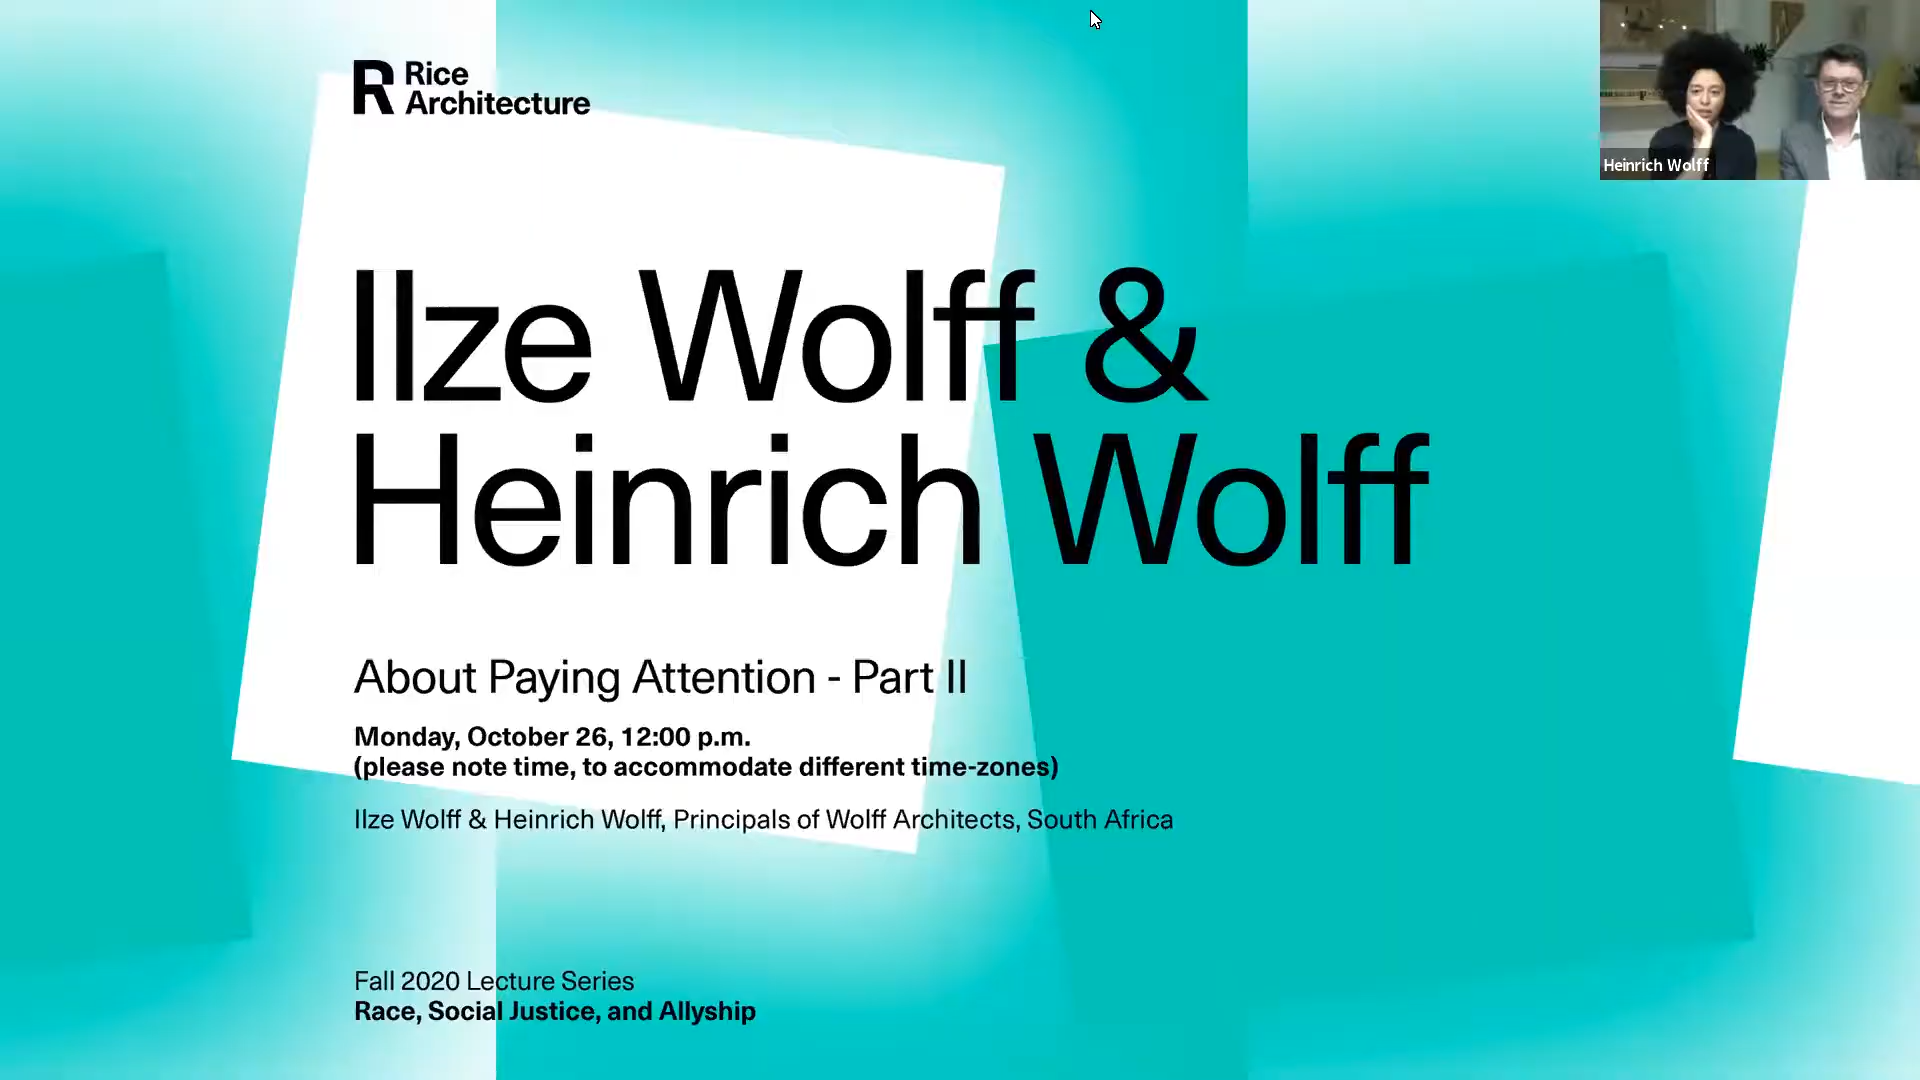 Rice
Architecture
Heinrich Wolff
Ilze Wolff &
Heinrich Wolff
About Paying Attention - Part II
Monday, October 26, 12:00 p.m.
(please note time, to accommodate different time-zones)
Ilze Wolff & Heinrich Wolff, Principals of Wolff Architects, South Africa
Fall 2020 Lecture Series
Race, Social Justice, and Allyship